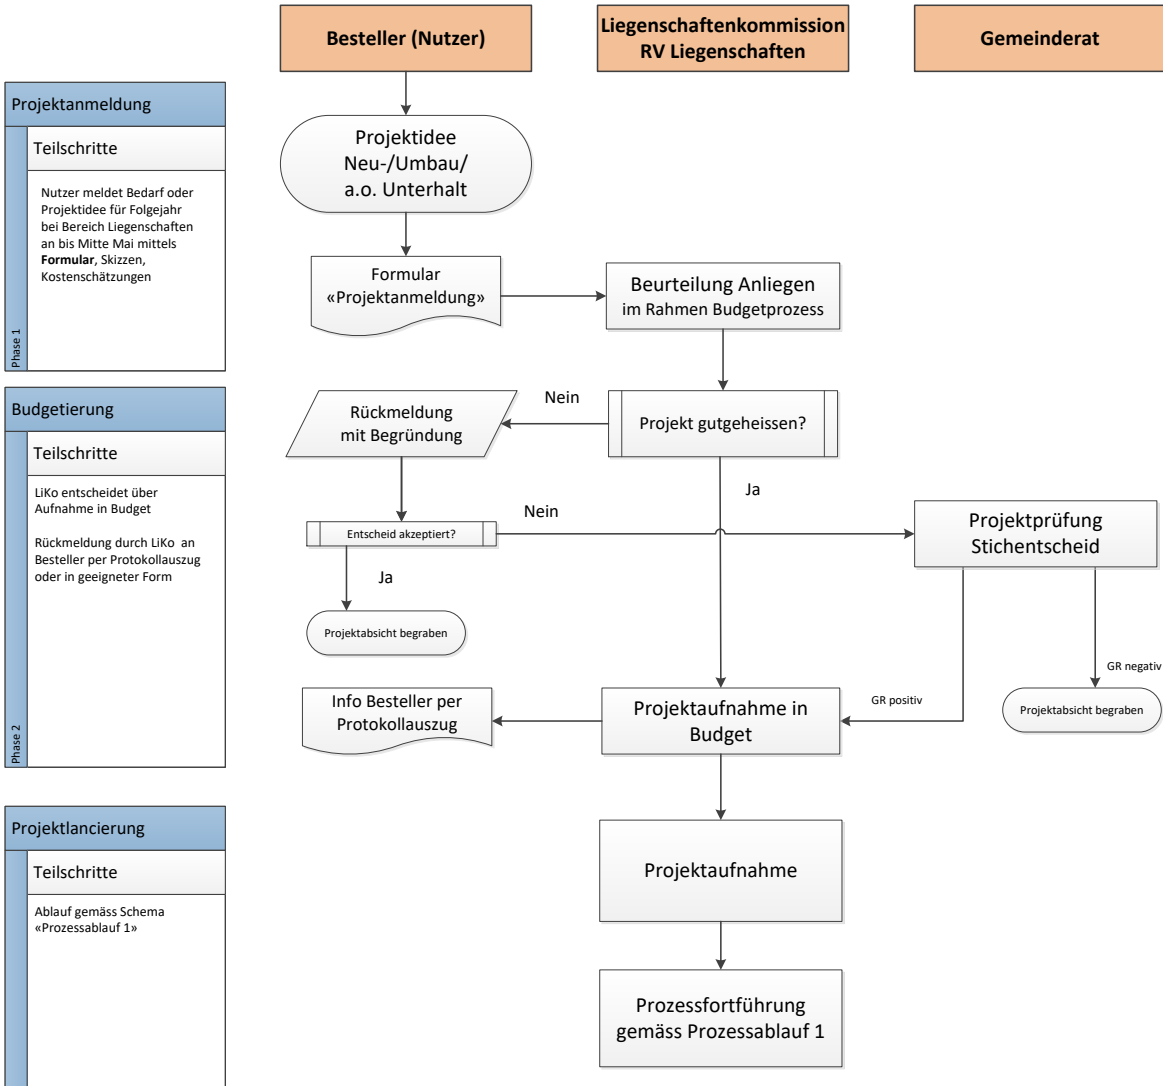 Besteller (Nutzer)
Liegenschaftenkommission
RV Liegenschaften
Gemeinderat
Projektanmeldung
Teilschritte
Nutzer meldet Bedarf oder
Projektidee für Folgejahr
bei Bereich Liegenschaften
an bis Mitte Mai mittels
Formular, Skizzen,
Kostenschätzungen
Phase 1
Projektidee
Neu-/Umbau/
a.o. Unterhalt
Formular
«Projektanmeldung»
Beurteilung Anliegen
im Rahmen Budgetprozess
Budgetierung
Teilschritte
LiKo entscheidet über
Aufnahme in Budget
Rückmeldung durch LiKo an
Besteller per Protokollauszug
oder in geeigneter Form
Phase 2
Rückmeldung
mit Begründung
Nein
Projekt gutgeheissen?
Ja
Entscheid akzeptiert?
Nein
Projektprüfung
Stichentscheid
Ja
Projektabsicht begraben
GR negativ
Projektabsicht begraben
GR positiv
Info Besteller per
Protokollauszug
Projektaufnahme in
Budget
Projektlancierung
Teilschritte
Ablauf gemäss Schema
«Prozessablauf 1»
Projektaufnahme
Prozessfortführung
gemäss Prozessablauf 1